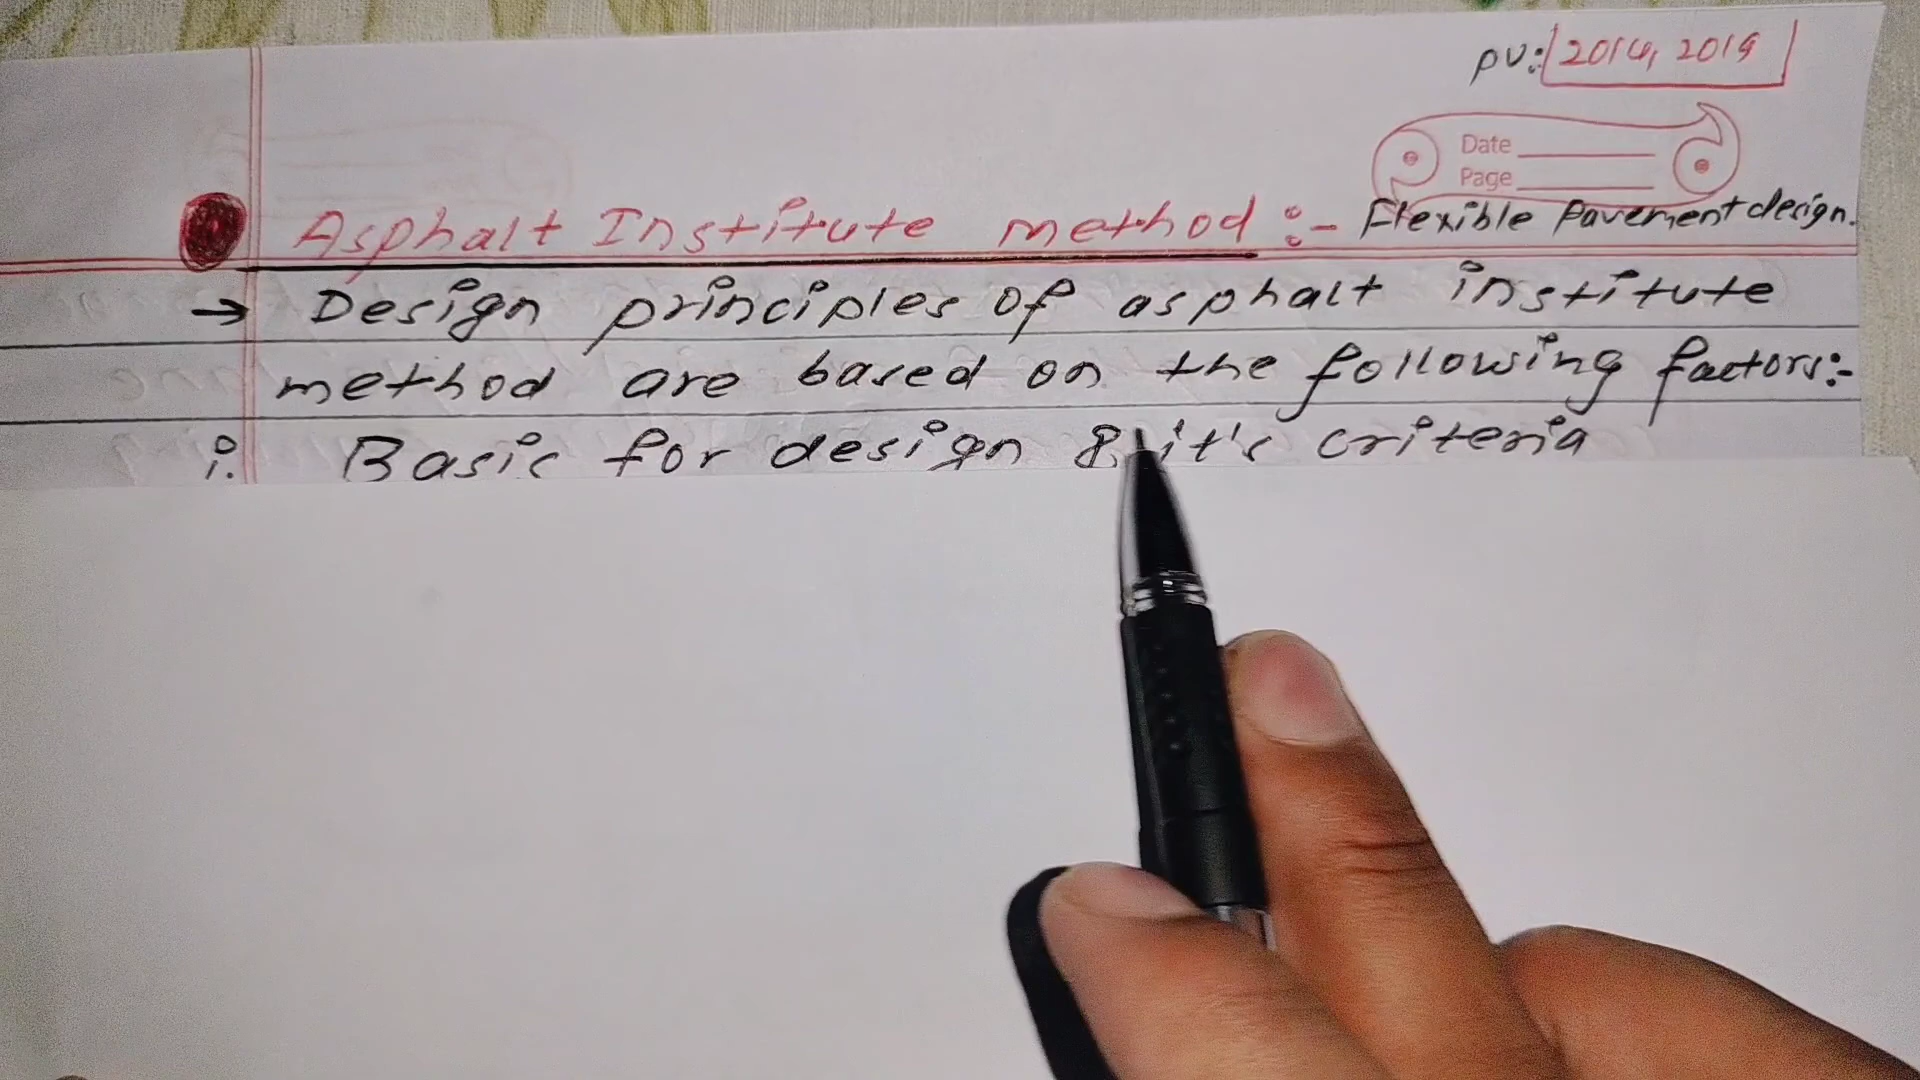 PU: 2014, 2019
Date
Page
Asphalt Institute method :- Flexible Pavement design.
→ Design principles of asphalt institute
method are based on the following factors:-
i. Basic for design & it's criteria